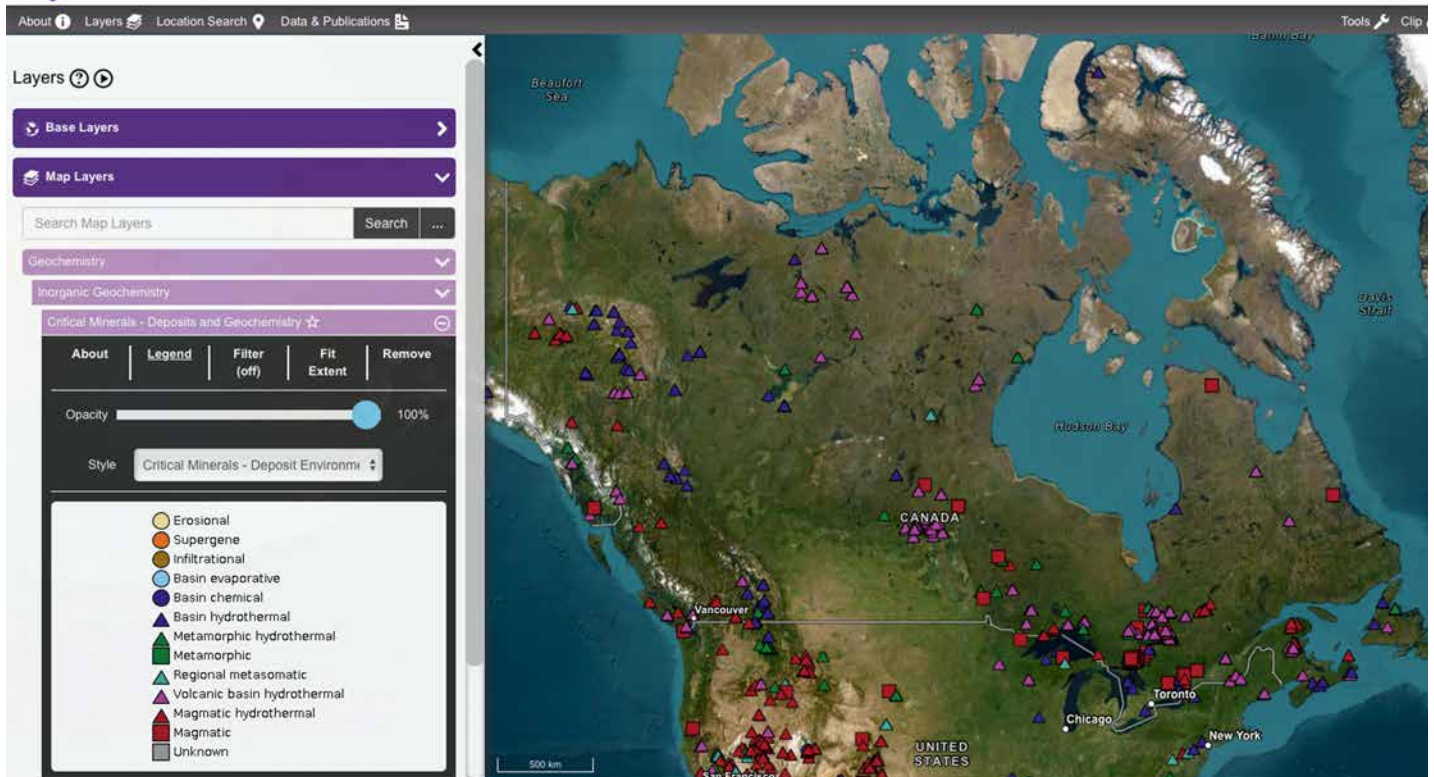 About Layers Location Search Data & Publications Tools Clip
Layers
Base Layers
Map Layers
Search Map Layers Search ...
Geochemistry
Inorganic Geochemistry
Critical Minerals - Deposits and Geochemistry
About Legend Filter (off) Fit Extent Remove
Opacity 100%
Style Critical Minerals - Deposit Environm
Erosional
Supergene
Infiltrational
Basin evaporative
Basin chemical
Basin hydrothermal
Metamorphic hydrothermal
Metamorphic
Regional metasomatic
Volcanic basin hydrothermal
Magmatic hydrothermal
Magmatic
Unknown
Beaufort
Sea
Davis
Strait
Hudson Bay
CANADA
Vancouver
Toronto
Chicago
New York
UNITED
STATES
San Francisco
500 km